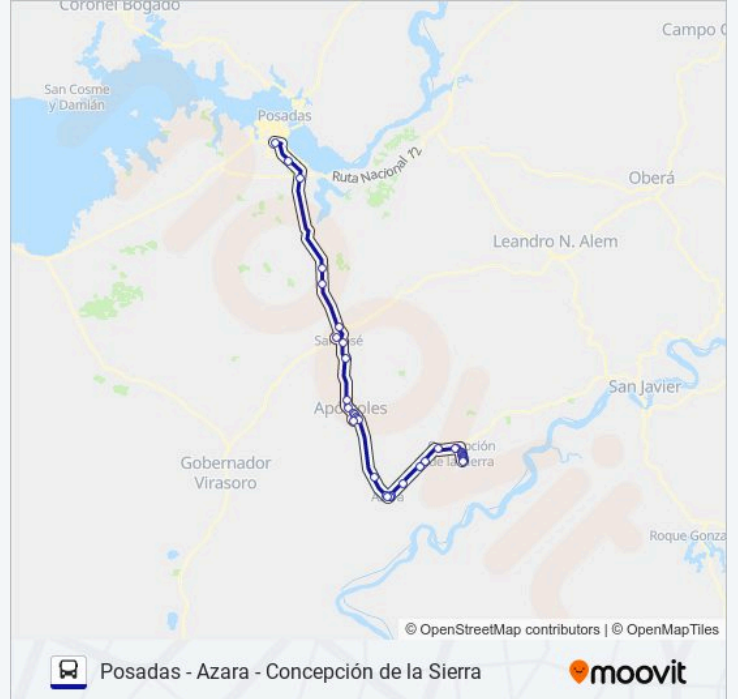 Coronel Bogado
Campo
San Cosme
y Damián
Posadas
Ruta Nacional 12
Oberá
Leandro N. Alem
San José
San Javier
Apóstoles
Concepción
de la Sierra
Gobernador
Virasoro
Azara
Roque Gonza
© OpenStreetMap contributors | © OpenMapTiles
Posadas - Azara - Concepción de la Sierra
moovit